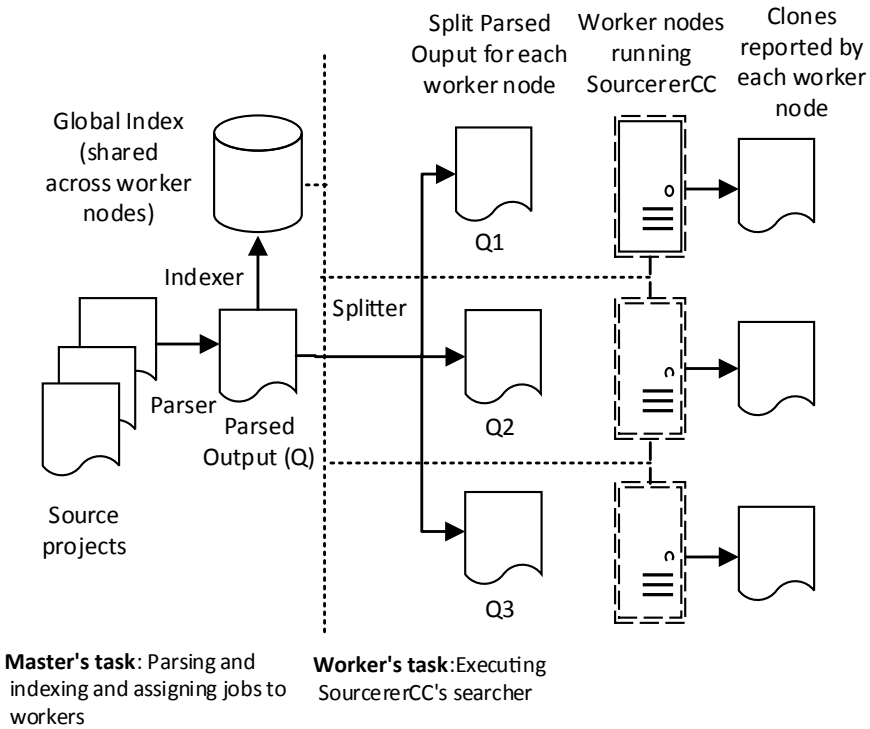 Split Parsed
Ouput for each
worker node
Worker nodes
running
SourcererCC
Clones
reported by
each worker
node
Global Index
(shared
across worker
nodes)
Q1
Indexer
Splitter
Parser
Parsed
Output (Q)
Q2
Source
projects
Q3
Master's task: Parsing and
indexing and assigning jobs to
workers
Worker's task:Executing
SourcererCC's searcher